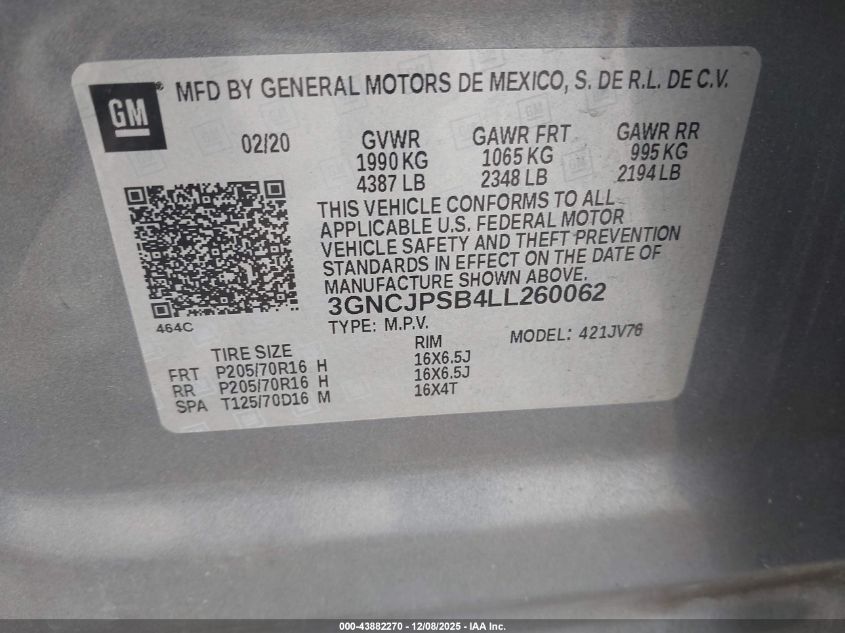 GM ® MFD BY GENERAL MOTORS DE MEXICO, S. DE R.L. DE C.V.
02/20 GVWR GAWR FRT GAWR RR
1990 KG 1065 KG 995 KG
4387 LB 2348 LB 2194 LB
THIS VEHICLE CONFORMS TO ALL
APPLICABLE U.S. FEDERAL MOTOR
VEHICLE SAFETY AND THEFT PREVENTION
STANDARDS IN EFFECT ON THE DATE OF
MANUFACTURE SHOWN ABOVE.
3GNCJPSB4LL260062
464C
TYPE: M.P.V. MODEL: 421JV76
TIRE SIZE RIM
FRT P205/70R16 H 16X6.5J
RR P205/70R16 H 16X6.5J
SPA T125/70D16 M 16X4T
000-43882270 - 12/08/2025 - IAA Inc.